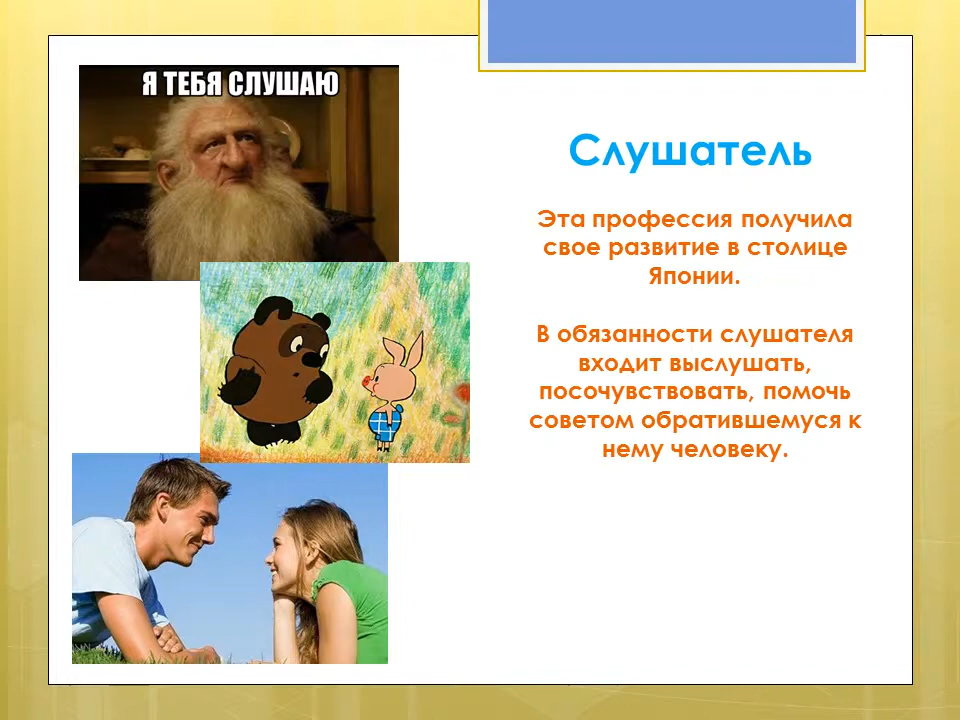 Я ТЕБЯ СЛУШАЮ
Слушатель
Эта профессия получила
свое развитие в столице
Японии.
В обязанности слушателя
входит выслушать,
посочувствовать, помочь
советом обратившемуся к
нему человеку.